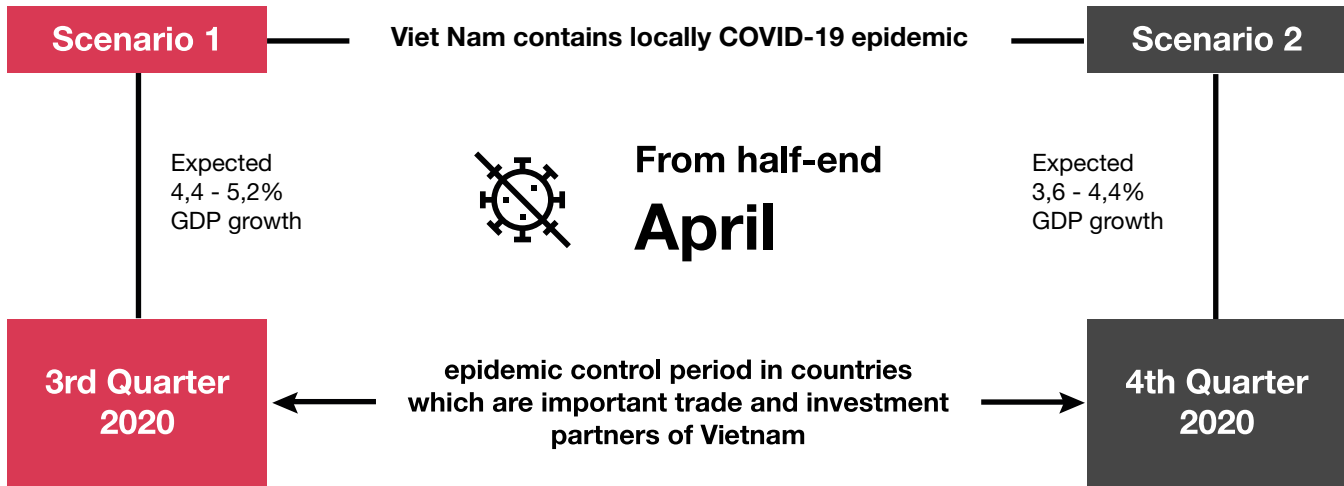 Scenario 1
Viet Nam contains locally COVID-19 epidemic
Scenario 2
Expected
4,4 - 5,2%
GDP growth
From half-end
April
Expected
3,6 - 4,4%
GDP growth
3rd Quarter
2020
epidemic control period in countries
which are important trade and investment
partners of Vietnam
4th Quarter
2020